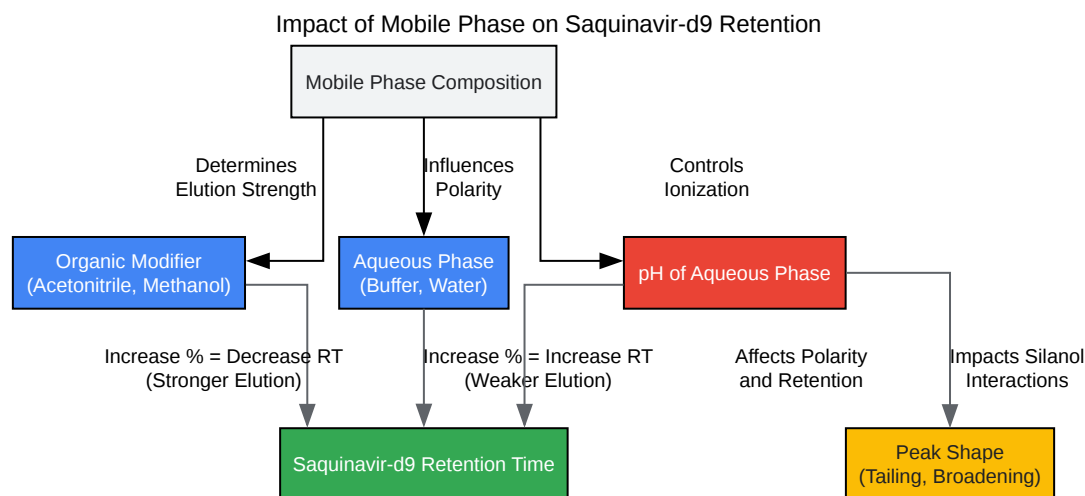 Impact of Mobile Phase on Saquinavir-d9 Retention
Mobile Phase Composition
Determines
Elution Strength
Influences
Polarity
Controls
Ionization
Organic Modifier
(Acetonitrile, Methanol)
Aqueous Phase
(Buffer, Water)
pH of Aqueous Phase
Increase % = Decrease RT
(Stronger Elution)
Increase % = Increase RT
(Weaker Elution)
Affects Polarity
and Retention
Impacts Silanol
Interactions
Saquinavir-d9 Retention Time
Peak Shape
(Tailing, Broadening)